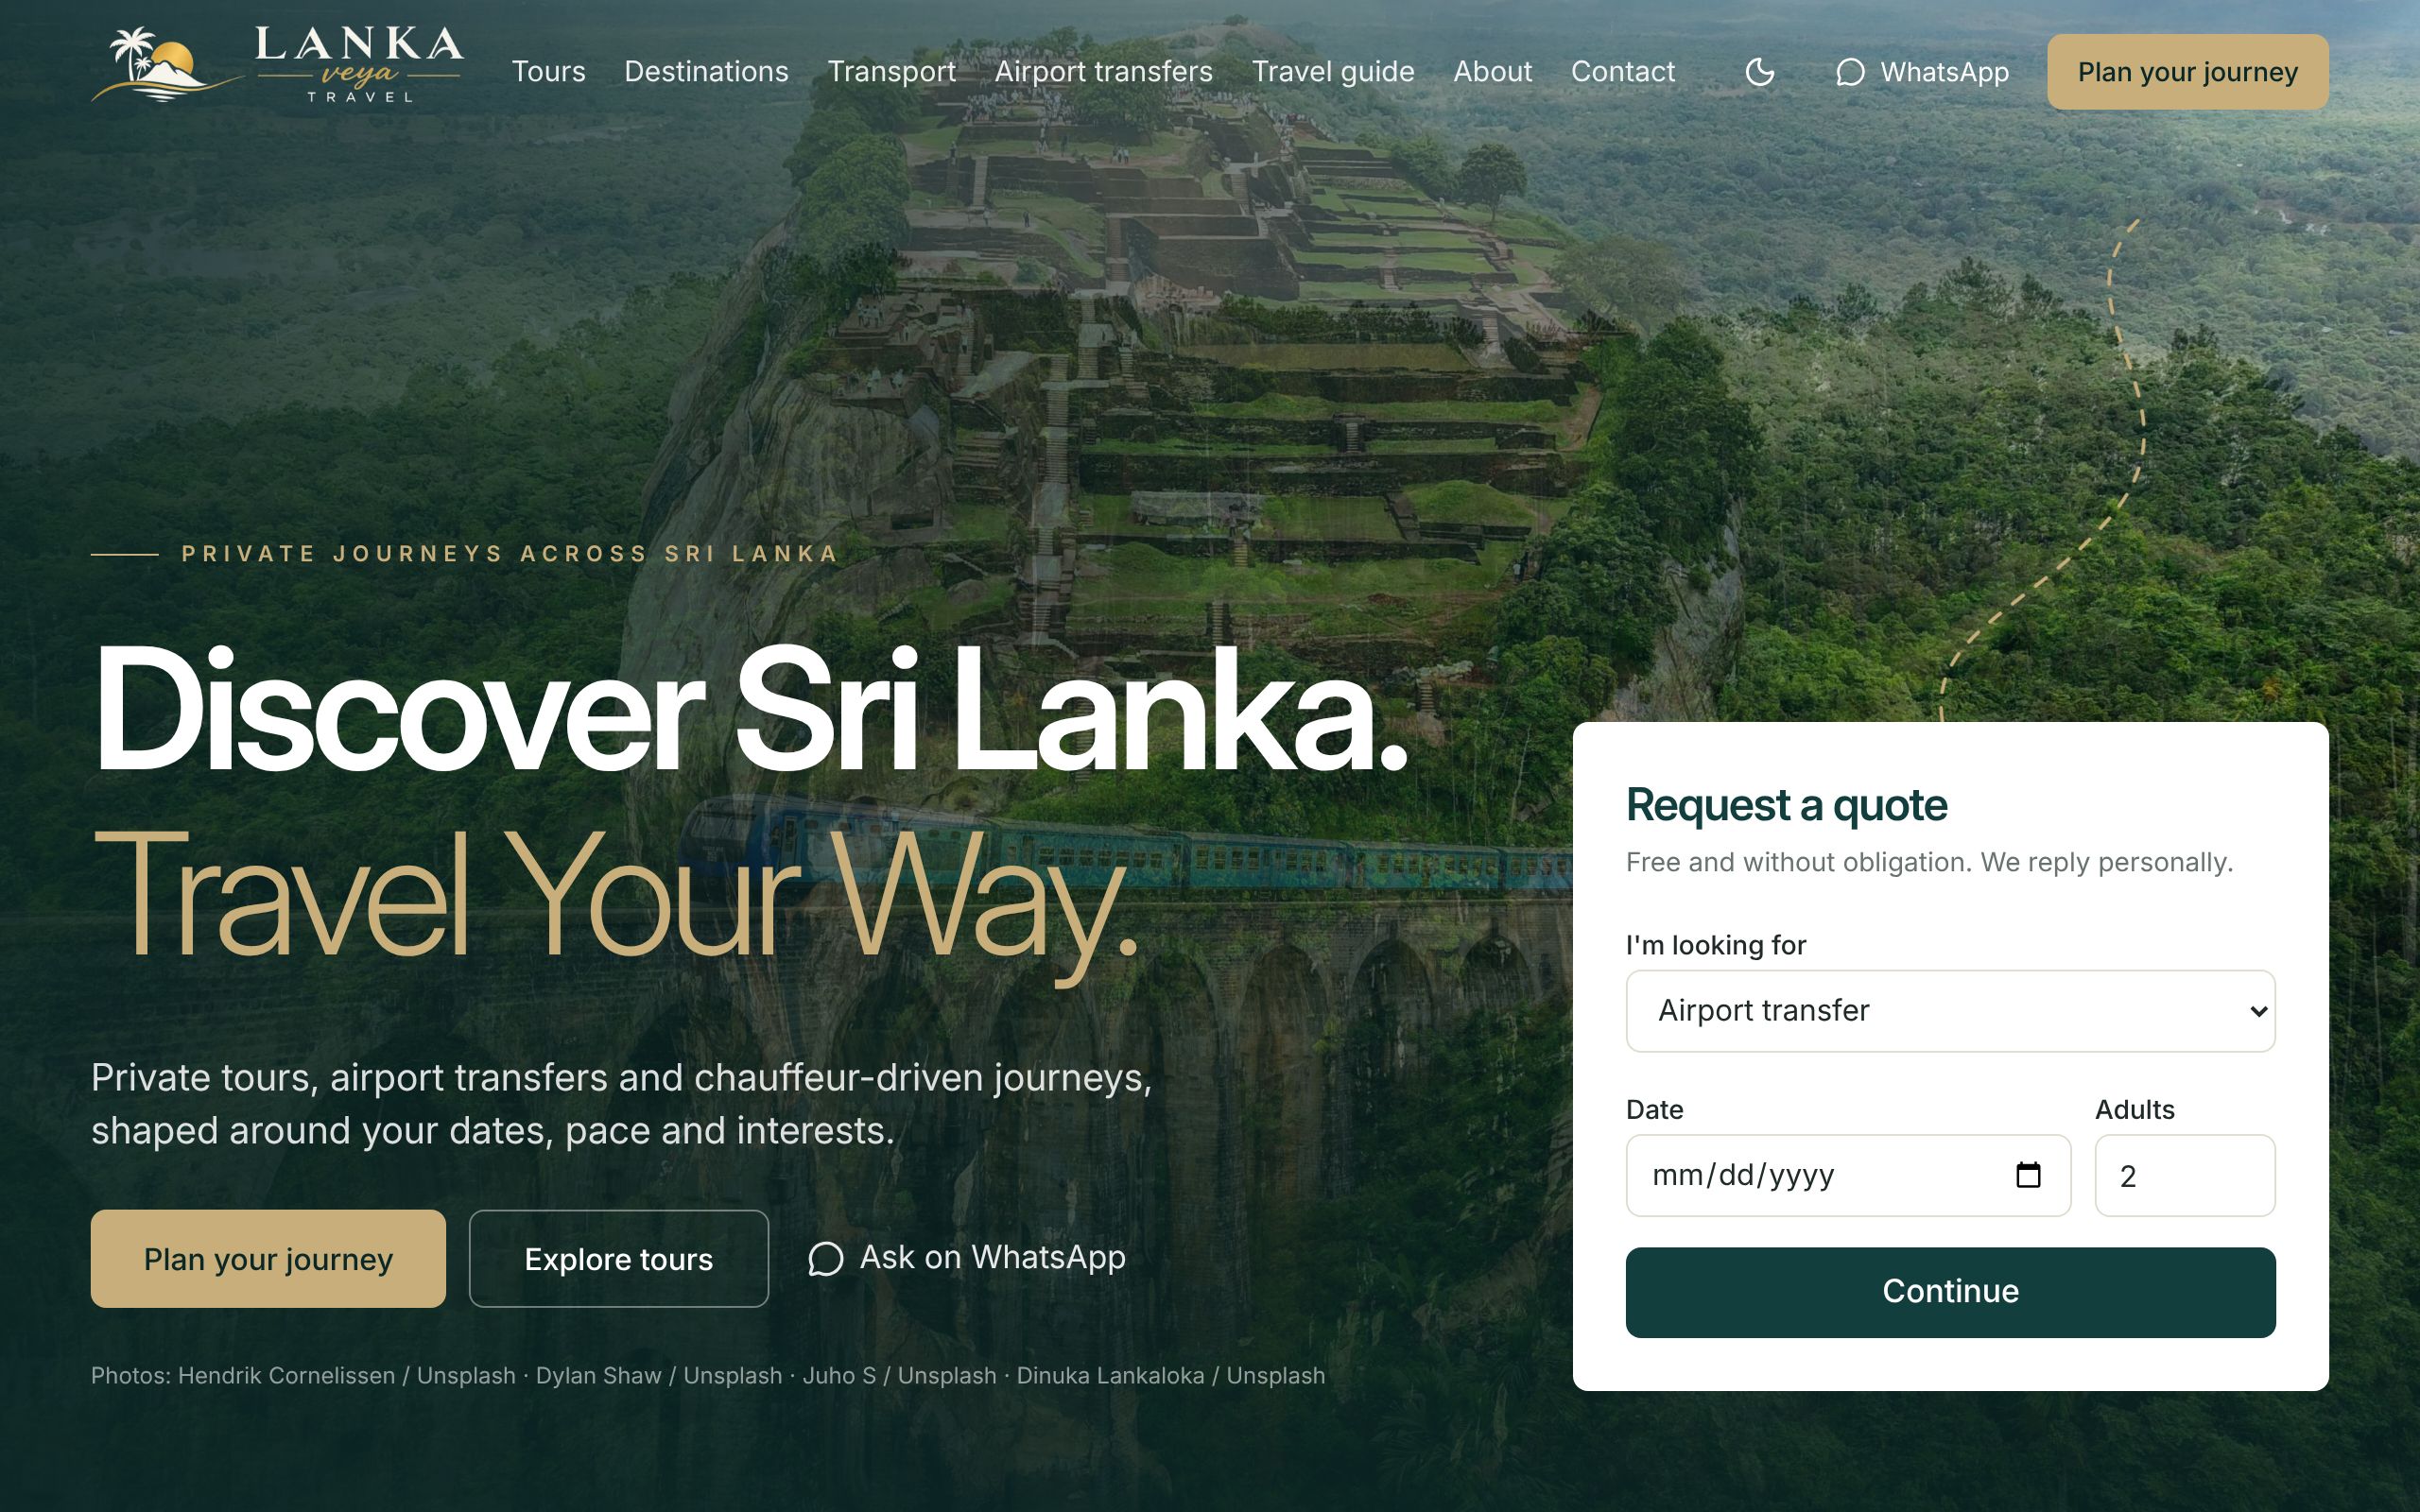 LANKA
veya
TRAVEL
Tours Destinations Transport Airport transfers Travel guide About Contact WhatsApp Plan your journey
PRIVATE JOURNEYS ACROSS SRI LANKA
Discover Sri Lanka.
Travel Your Way.
Private tours, airport transfers and chauffeur-driven journeys,
shaped around your dates, pace and interests.
Plan your journey Explore tours Ask on WhatsApp
Photos: Hendrik Cornelissen / Unsplash · Dylan Shaw / Unsplash · Juho S / Unsplash · Dinuka Lankaloka / Unsplash
Request a quote
Free and without obligation. We reply personally.
I'm looking for
Airport transfer
Date Adults
mm/dd/yyyy 2
Continue